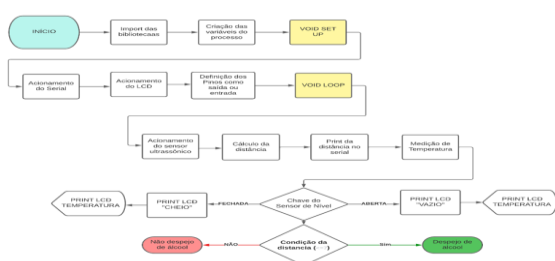 INÍCIO
Import das
bibliotecaas
Criação das
variáveis do
processo
VOID SET
UP
Acionamento
do Serial
Acionamento
do LCD
Definição dos
Pinos como
saída ou
entrada
VOID LOOP
Acionamento
do sensor
ultrassônico
Cálculo da
distância
Print da
distância no
serial
Medição de
Temperatura
PRINT LCD
TEMPERATURA
PRINT LCD
"CHEIO"
FECHADA
Chave do
Sensor de Nível
ABERTA
PRINT LCD
"VAZIO"
PRINT LCD
TEMPERATURA
Não despejo
de álcool
NÃO
Condição da
distancia (---)
Sim
Despejo de
álcool